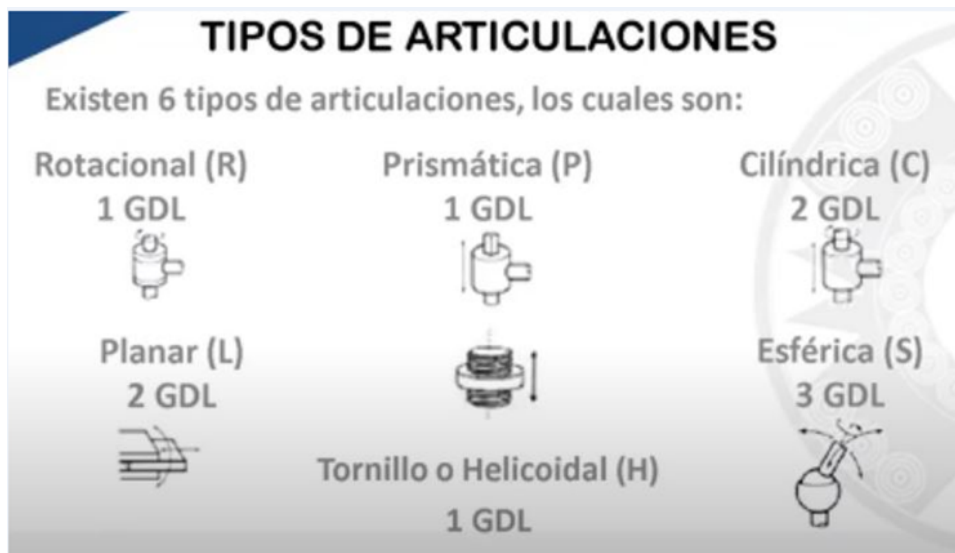 TIPOS DE ARTICULACIONES
Existen 6 tipos de articulaciones, los cuales son:
Rotacional (R)
1 GDL
Prismática (P)
1 GDL
Cilíndrica (C)
2 GDL
Planar (L)
2 GDL
Tornillo o Helicoidal (H)
1 GDL
Esférica (S)
3 GDL